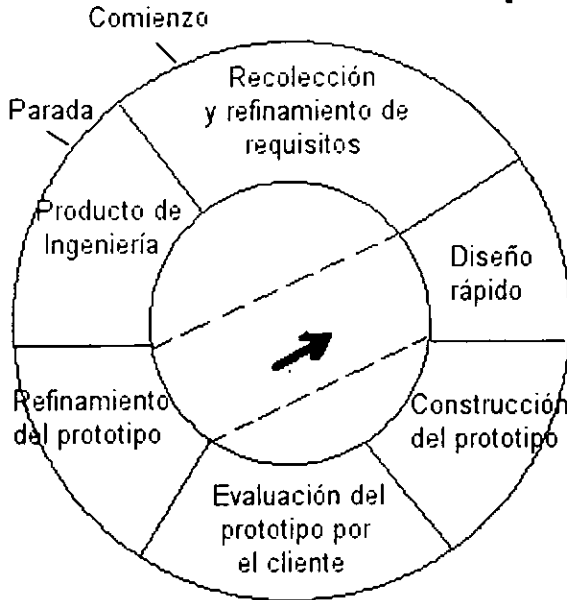 Comienzo
Parada
Recolección
y refinamiento de
requisitos
Producto de
Ingeniería
Diseño
rápido
Refinamiento
del prototipo
Construcción
del prototipo
Evaluación del
prototipo por
el cliente